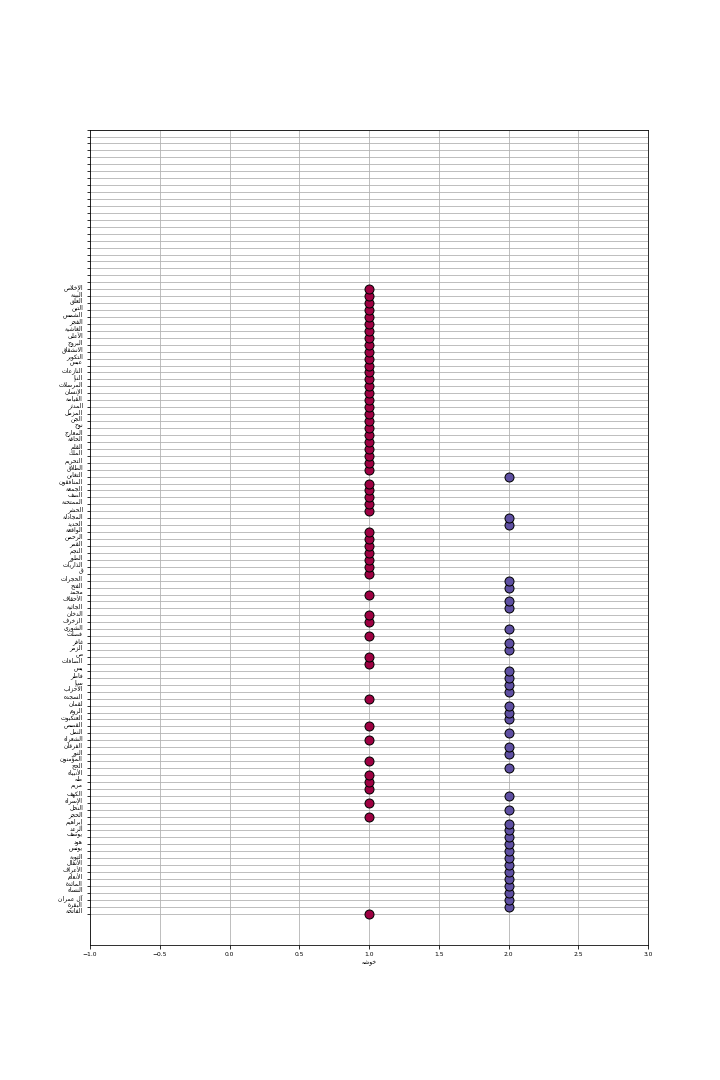 الإخلاص
البينة
العلق
التين
الشمس
الفجر
الغاشية
الأعلى
البروج
الانشقاق
التكوير
عبس
النازعات
النبأ
المرسلات
الإنسان
القيامة
المدثر
المزمل
الجن
نوح
المعارج
الحاقة
القلم
الملك
التحريم
الطلاق
التغابن
المنافقون
الجمعة
الصف
الممتحنة
الحشر
المجادلة
الحديد
الواقعة
الرحمن
القمر
النجم
الطور
الذاريات
ق
الحجرات
الفتح
محمد
الأحقاف
الجاثية
الدخان
الزخرف
الشورى
فصلت
غافر
الزمر
ص
الصافات
يس
فاطر
سبأ
الأحزاب
السجدة
لقمان
الروم
العنكبوت
القصص
النمل
الشعراء
الفرقان
النور
المؤمنون
الحج
الأنبياء
طه
مريم
الكهف
الإسراء
النحل
الحجر
إبراهيم
الرعد
يوسف
هود
يونس
التوبة
الأنفال
الأعراف
الأنعام
المائدة
النساء
آل عمران
البقرة
الفاتحة
−1.0 −0.5 0.0 0.5 1.0 1.5 2.0 2.5 3.0
خوشه